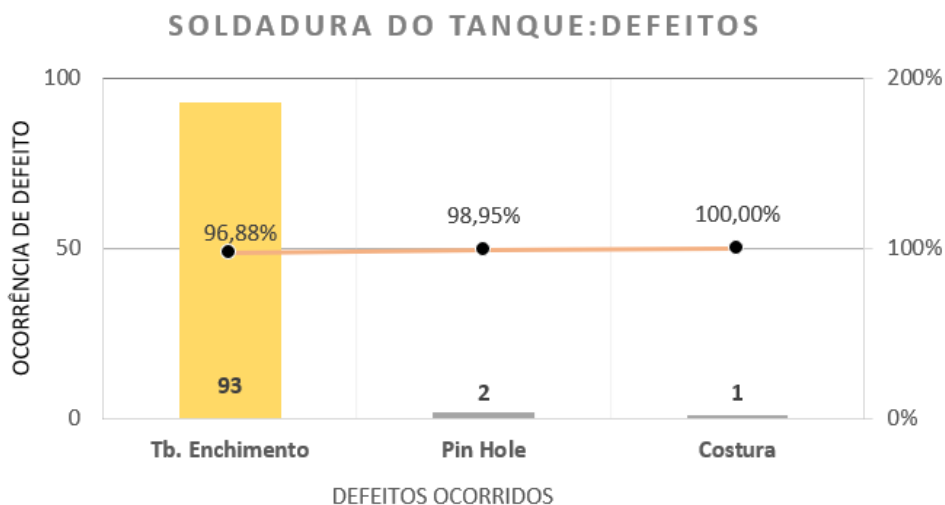 SOLDADURA DO TANQUE:DEFEITOS
OCORRÊNCIA DE DEFEITO
100
50
0
200%
100%
0%
96,88%
98,95%
100,00%
93
2
1
Tb. Enchimento
Pin Hole
Costura
DEFEITOS OCORRIDOS